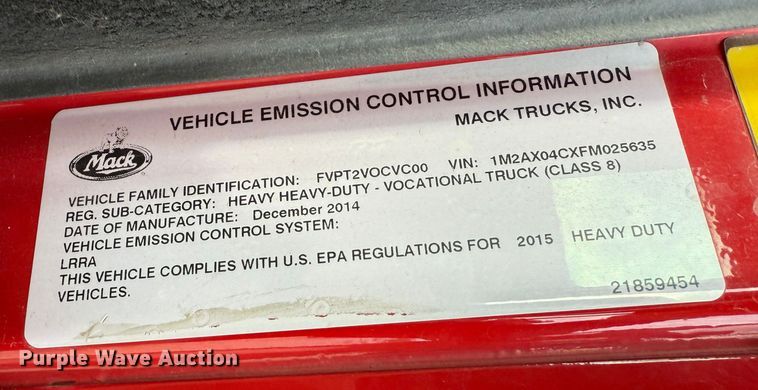 VEHICLE EMISSION CONTROL INFORMATION
MACK TRUCKS, INC.
Mack
VEHICLE FAMILY IDENTIFICATION: FVPT2VOCVC00 VIN: 1M2AX04CXFM025635
REG. SUB-CATEGORY: HEAVY HEAVY-DUTY - VOCATIONAL TRUCK (CLASS 8)
DATE OF MANUFACTURE: December 2014
VEHICLE EMISSION CONTROL SYSTEM:
LRRA
THIS VEHICLE COMPLIES WITH U.S. EPA REGULATIONS FOR 2015 HEAVY DUTY
VEHICLES.
21859454
Purple Wave Auction